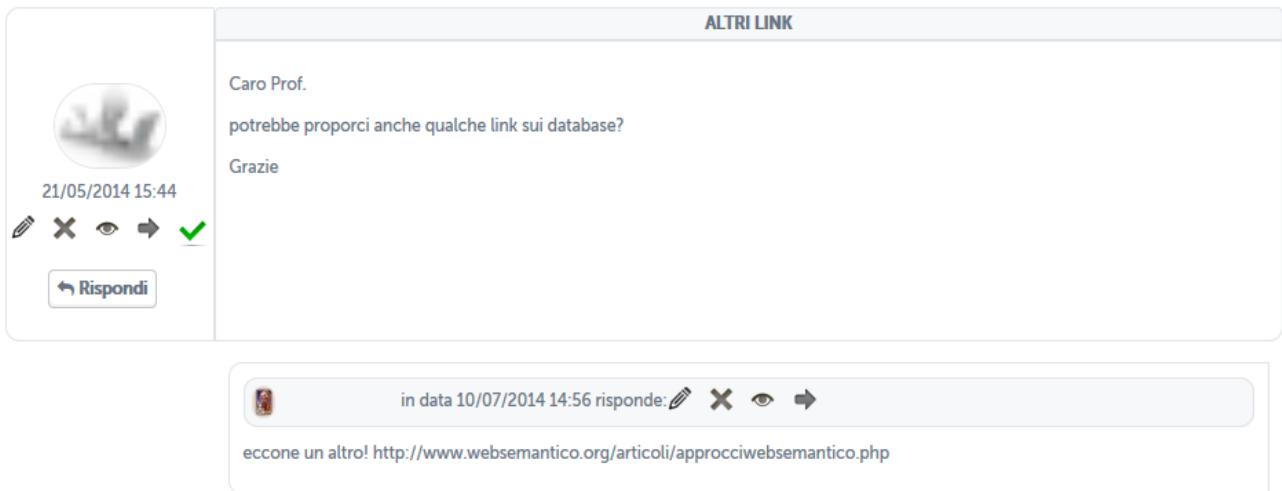 ALTRI LINK
Caro Prof.
potrebbe proporci anche qualche link sui database?
Grazie
21/05/2014 15:44
Rispondi
in data 10/07/2014 14:56 risponde:
eccone un altro! http://www.websemantico.org/articoli/approcciwebsemantico.php